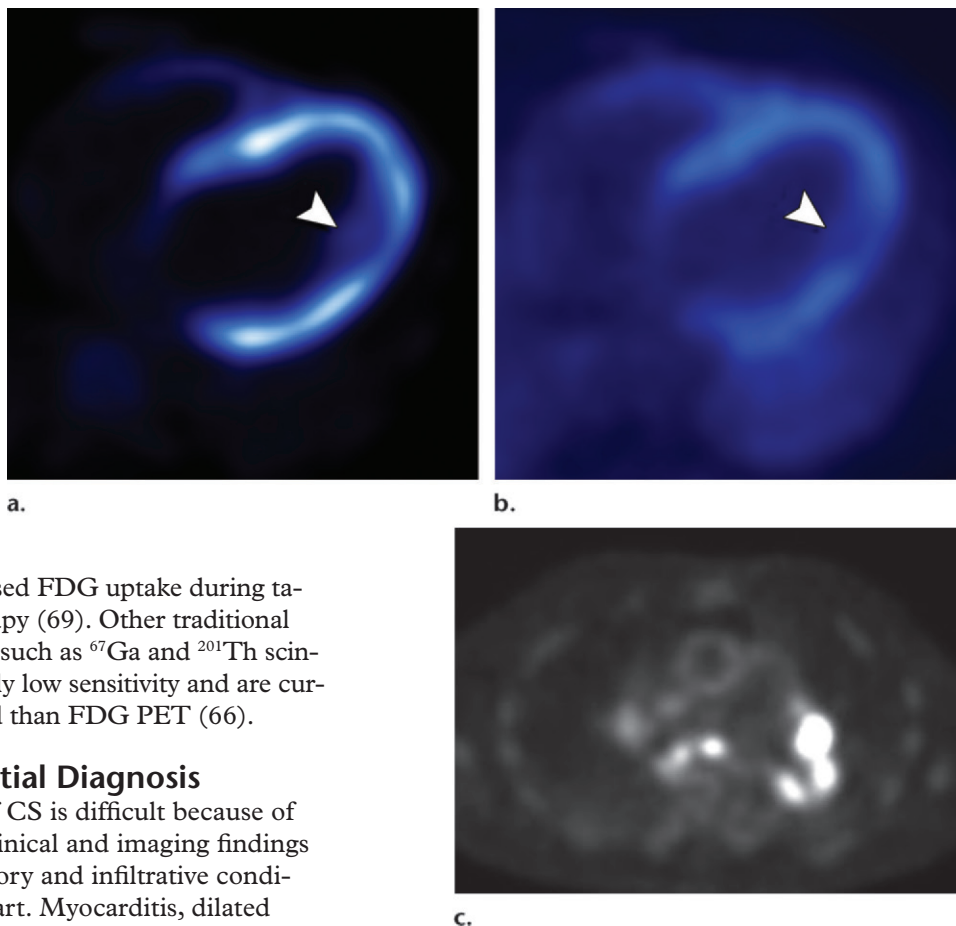 a.
b.
sed FDG uptake during ta-
apy (69). Other traditional
such as ⁶⁷Ga and ²⁰¹Th scin-
ly low sensitivity and are cur-
d than FDG PET (66).
tial Diagnosis
f CS is difficult because of
inical and imaging findings
ory and infiltrative condi-
art. Myocarditis, dilated
c.